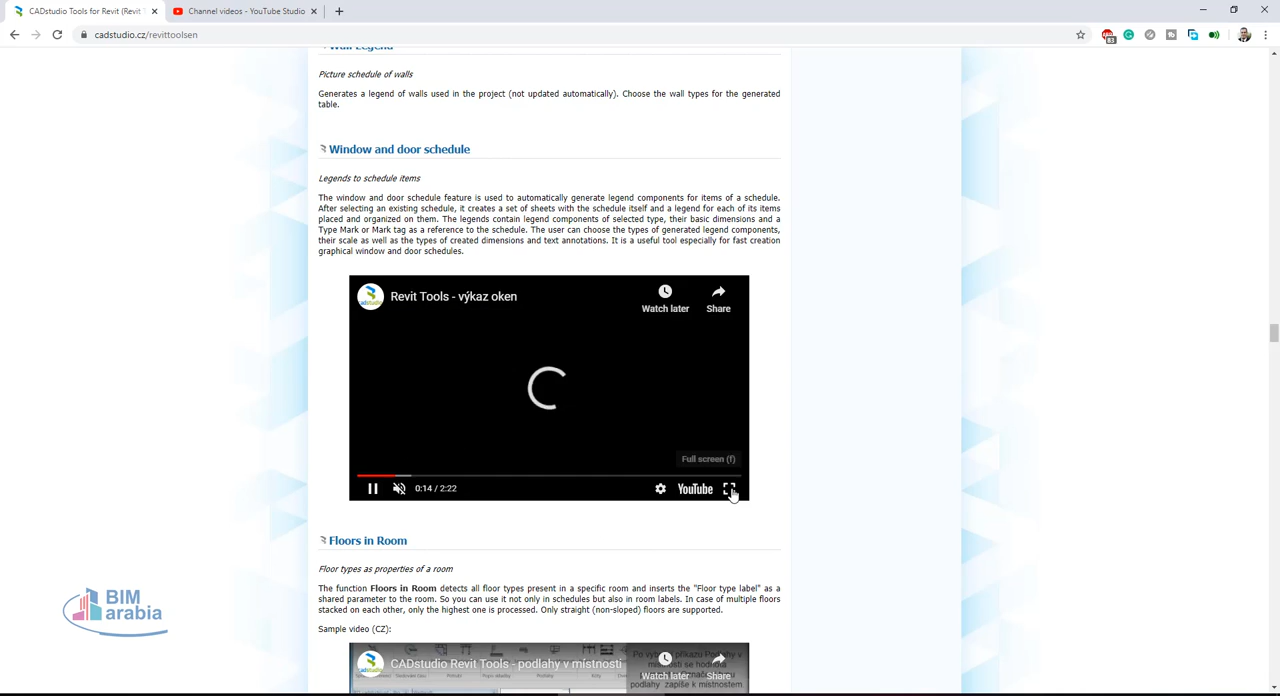 CADstudio Tools for Revit (Revit T
Channel videos - YouTube Studio
cadstudio.cz/revittoolsen
83
Wall Legend
Picture schedule of walls
Generates a legend of walls used in the project (not updated automatically). Choose the wall types for the generated
table.
Window and door schedule
Legends to schedule items
The window and door schedule feature is used to automatically generate legend components for items of a schedule.
After selecting an existing schedule, it creates a set of sheets with the schedule itself and a legend for each of its items
placed and organized on them. The legends contain legend components of selected type, their basic dimensions and a
Type Mark or Mark tag as a reference to the schedule. The user can choose the types of generated legend components,
their scale as well as the types of created dimensions and text annotations. It is a useful tool especially for fast creation
graphical window and door schedules.
cadstudio
Revit Tools - výkaz oken
Watch later
Share
Full screen (f)
0:14 / 2:22
YouTube
Floors in Room
Floor types as properties of a room
The function Floors in Room detects all floor types present in a specific room and inserts the "Floor type label" as a
shared parameter to the room. So you can use it not only in schedules but also in room labels. In case of multiple floors
stacked on each other, only the highest one is processed. Only straight (non-sloped) floors are supported.
Sample video (CZ):
CADstudio Revit Tools - podlahy v místnosti
Watch later
Share
podlahy zapíše k místnostem
BIM
arabia